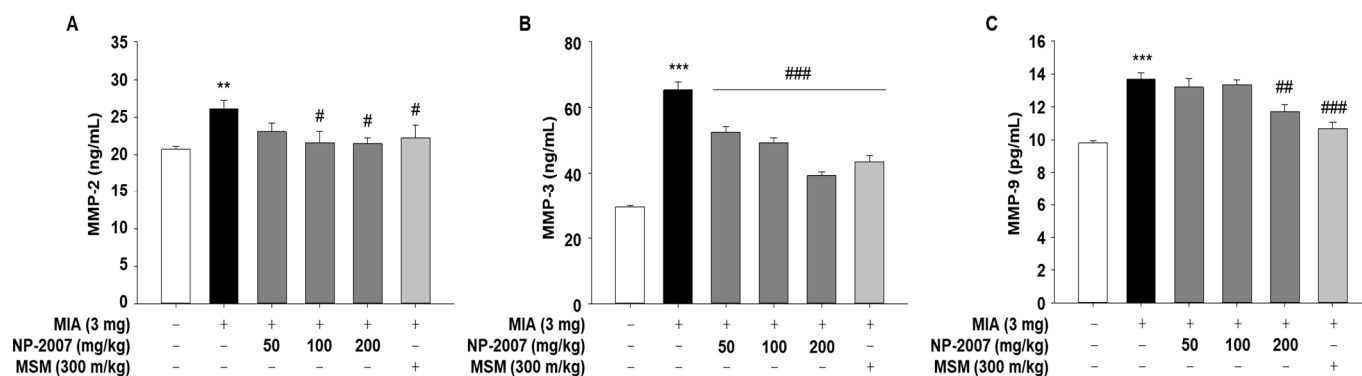 A
MMP-2 (ng/mL)
35
30
25
20
15
10
5
0
**
#
#
#
MIA (3 mg) – + + + + +
NP-2007 (mg/kg) – – 50 100 200 –
MSM (300 m/kg) – – – – – +
B
MMP-3 (ng/mL)
80
60
40
20
0
***
###
MIA (3 mg) – + + + + +
NP-2007 (mg/kg) – – 50 100 200 –
MSM (300 m/kg) – – – – – +
C
MMP-9 (pg/mL)
16
14
12
10
8
6
4
2
0
***
##
###
MIA (3 mg) – + + + + +
NP-2007 (mg/kg) – – 50 100 200 –
MSM (300 m/kg) – – – – – +